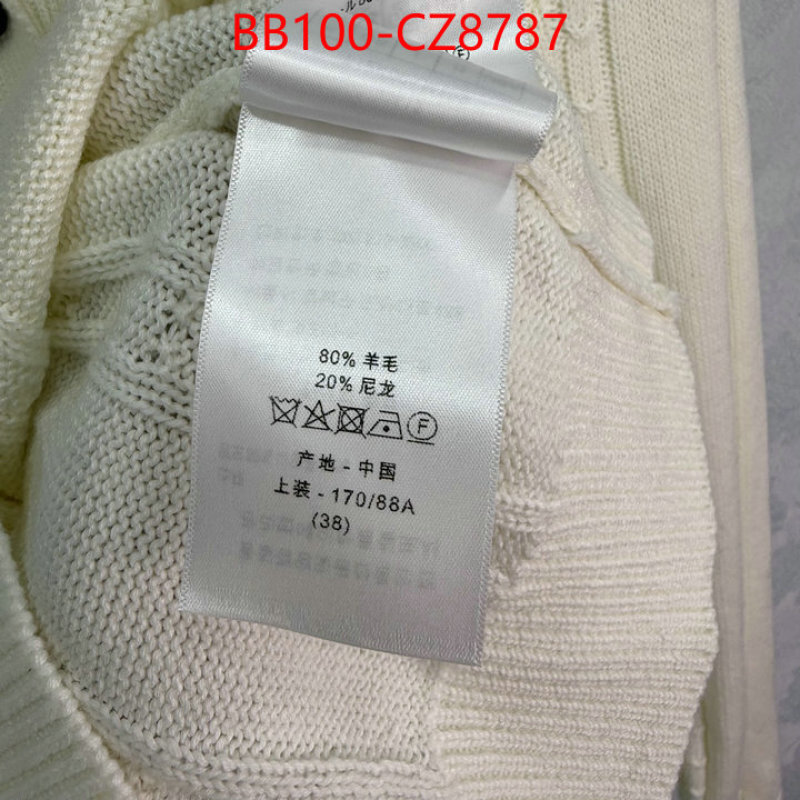 BB100-CZ8787
80% 羊毛
20% 尼龙
F
产地 - 中国
上装 - 170/88A
(38)